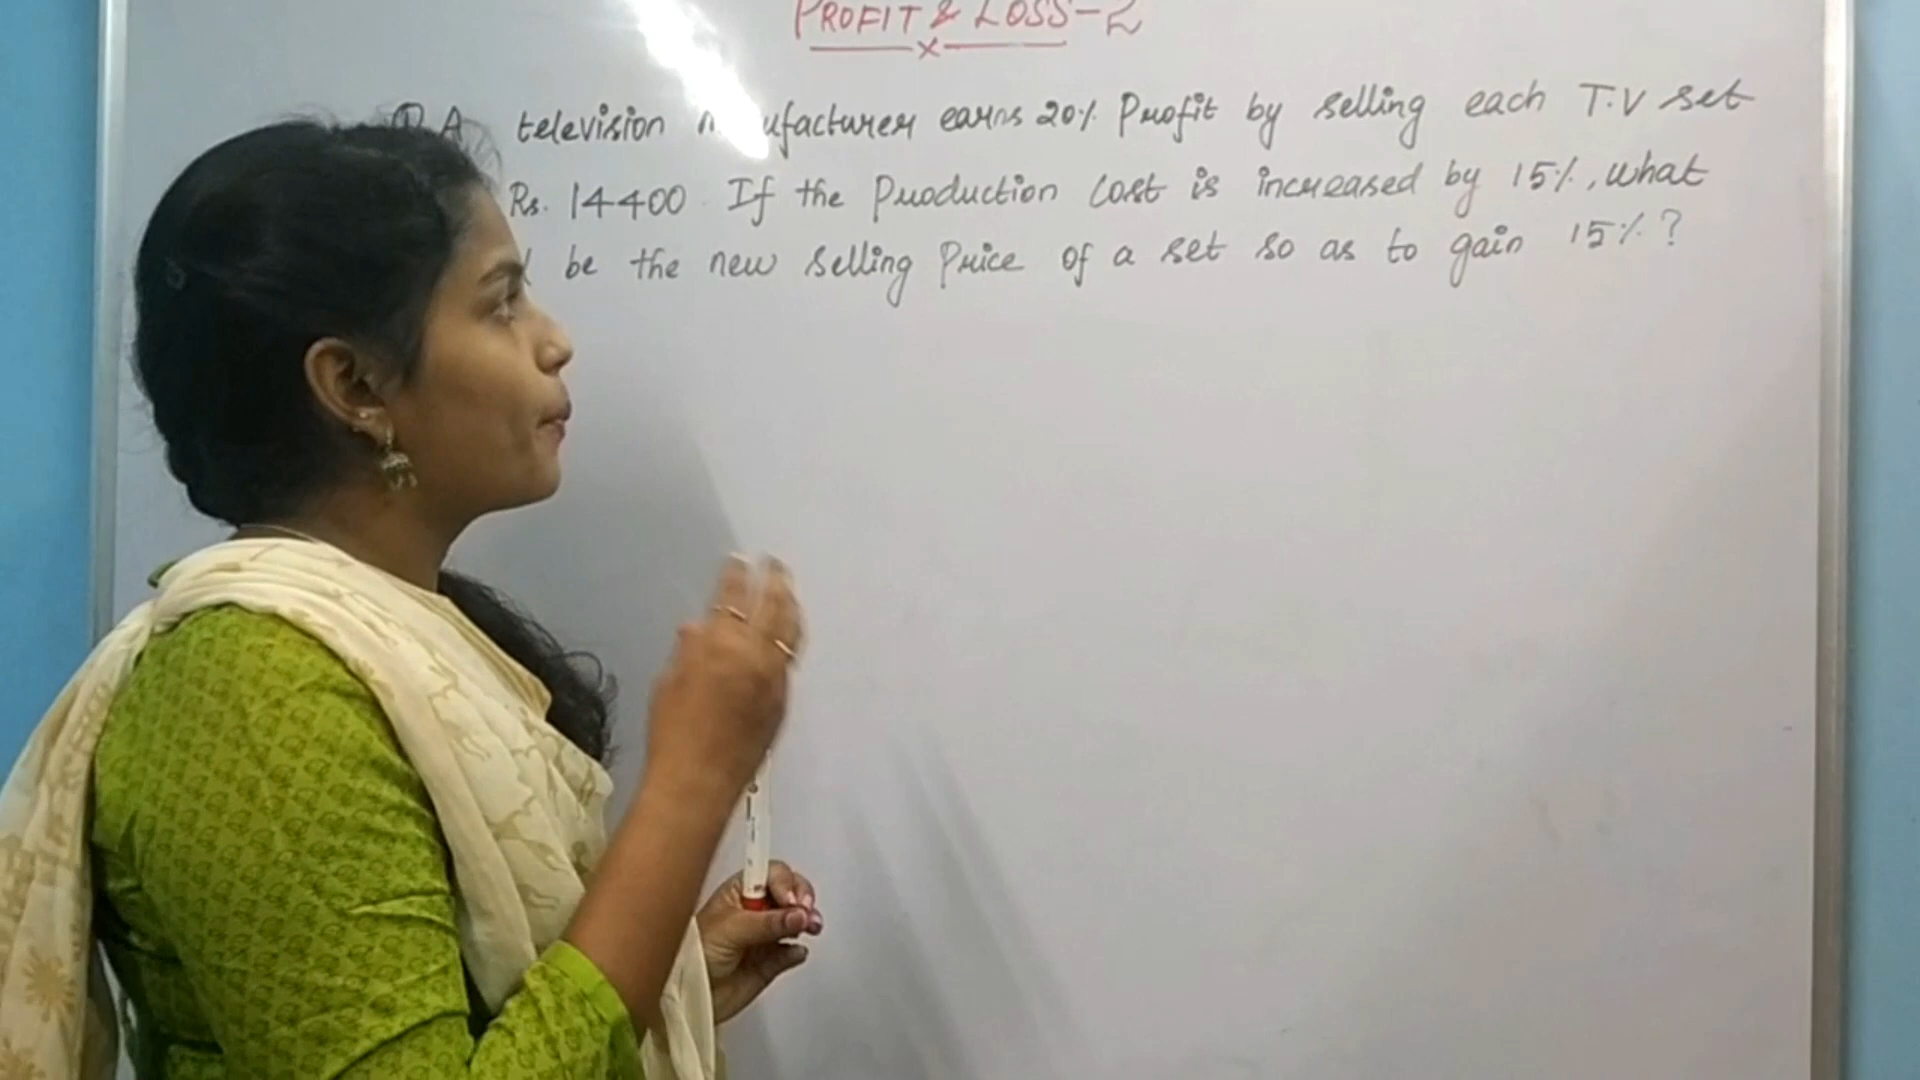 PROFIT & LOSS-2
① A television earns 20% Profit by selling each T.V set
Rs. 14400. If the Production Cost is increased by 15%, what
be the new selling Price of a set so as to gain 15%?